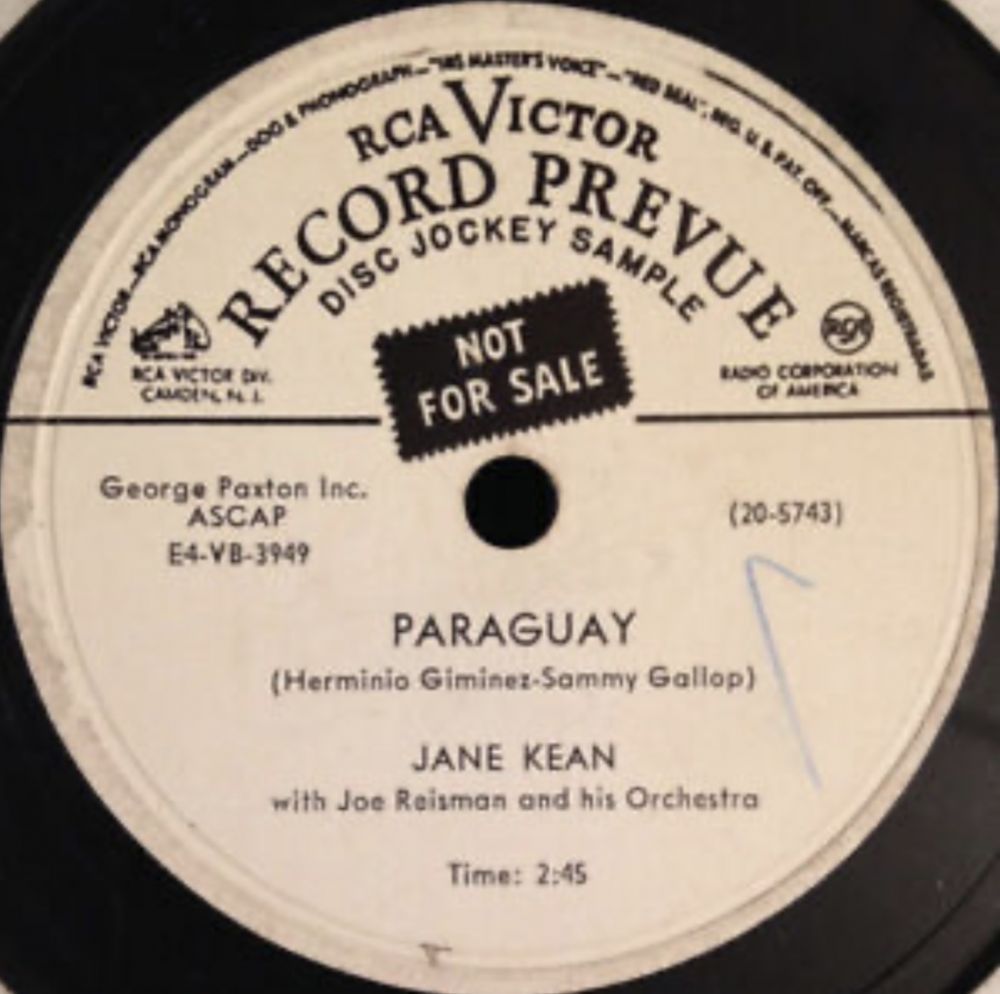 RCA VICTOR—RCA MONOGRAM—DOG & PHONOGRAPH—"HIS MASTER'S VOICE"—"RED SEAL", REG. U. S. PAT. OFF.—MARCAS REGISTRADAS
RCA VICTOR
RECORD PREVUE
DISC JOCKEY SAMPLE
NOT
FOR SALE
RCA VICTOR DIV.
CAMDEN, N. J.
RCA
RADIO CORPORATION
OF AMERICA
George Paxton Inc.
ASCAP
E4-VB-3949
(20-5743)
PARAGUAY
(Herminio Giminez-Sammy Gallop)
JANE KEAN
with Joe Reisman and his Orchestra
Time: 2:45